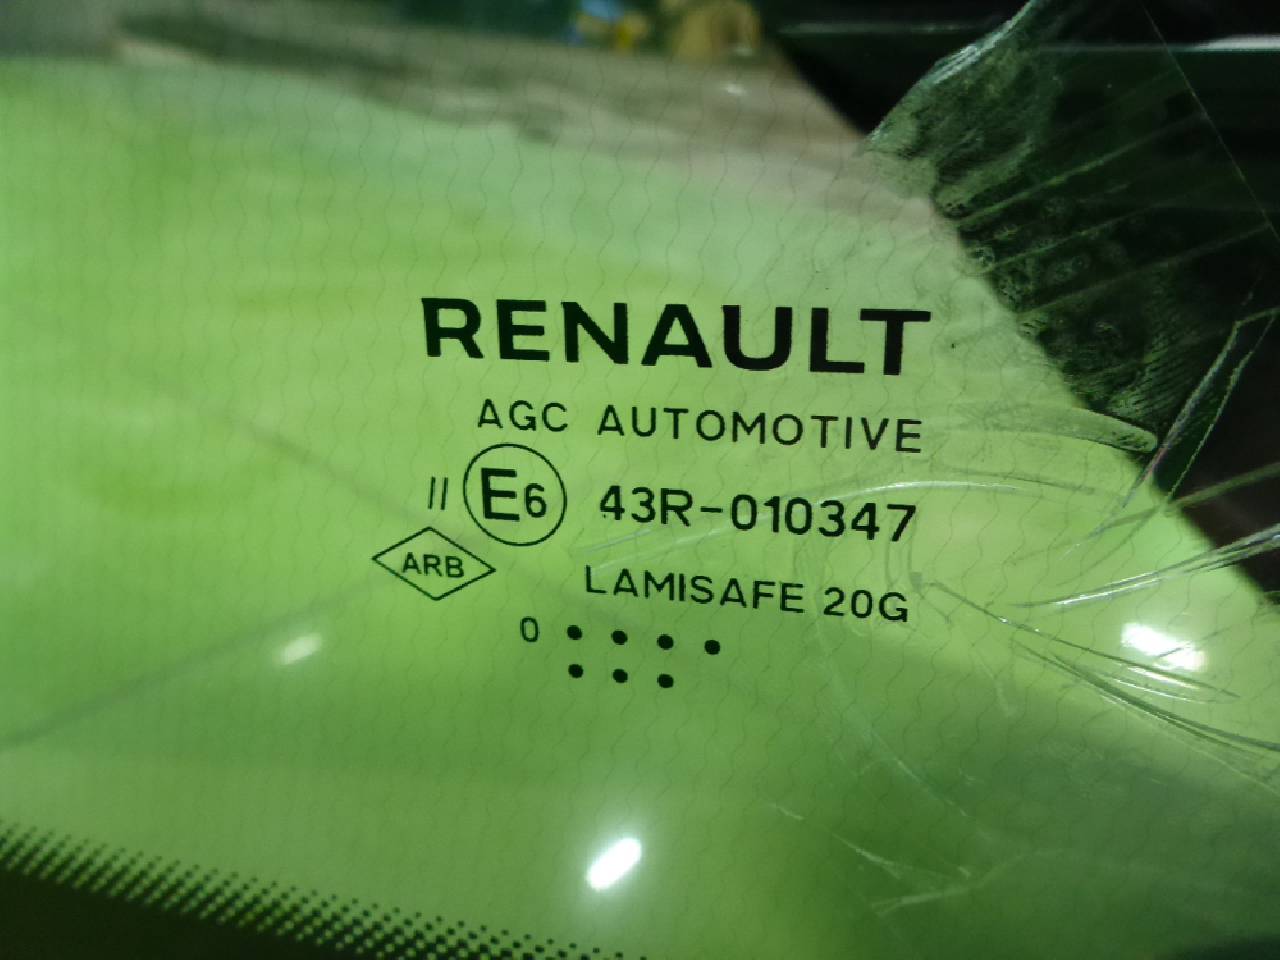 RENAULT
AGC AUTOMOTIVE
II E6 43R-010347
ARB
LAMISAFE 20G
0